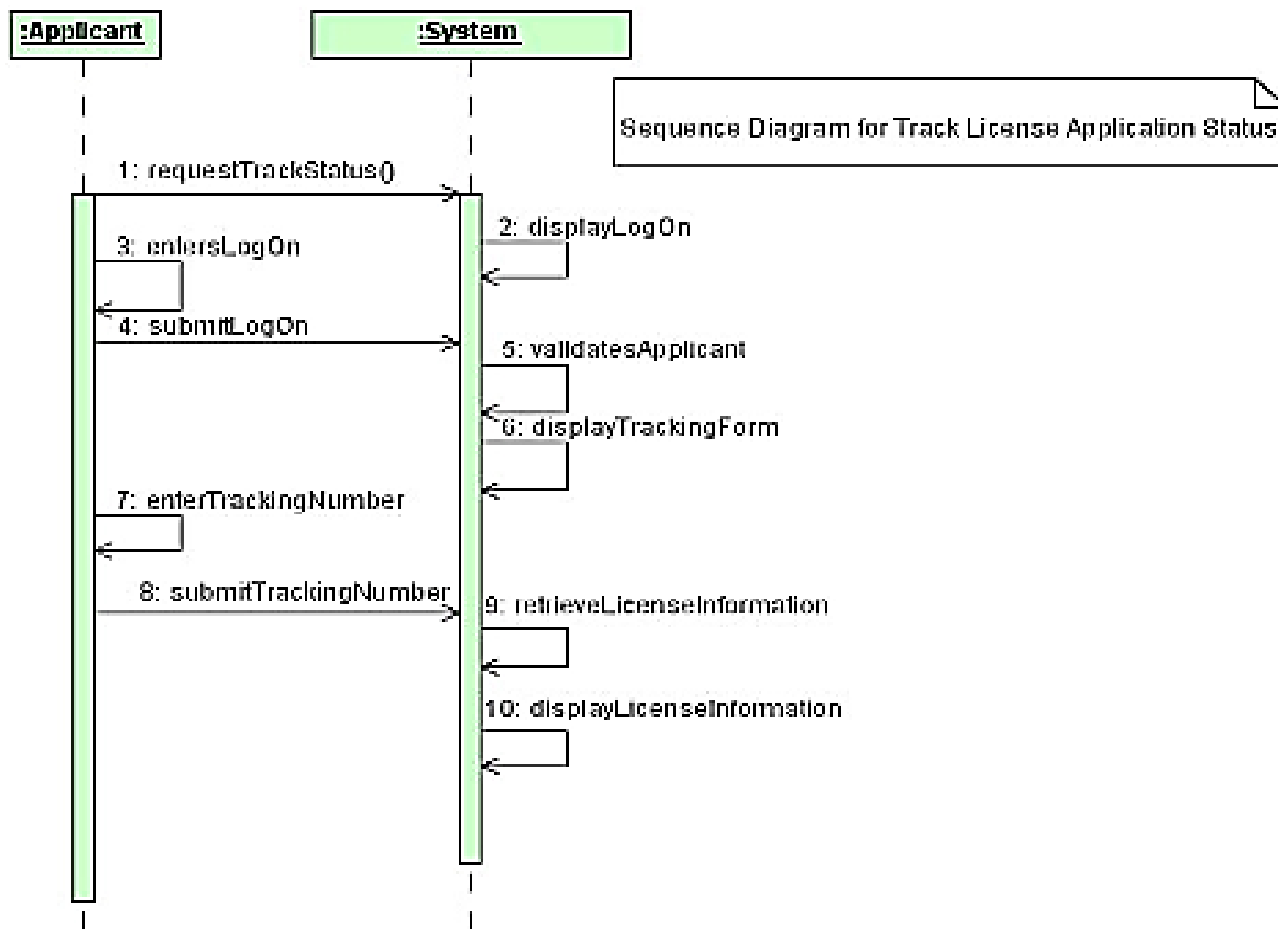 :Applicant
:System
Sequence Diagram for Track License Application Status
1: requestTrackStatus()
2: displayLogOn
3: entersLogOn
4: submitLogOn
5: validatesApplicant
6: displayTrackingForm
7: enterTrackingNumber
8: submitTrackingNumber
9: retrieveLicenseInformation
10: displayLicenseInformation